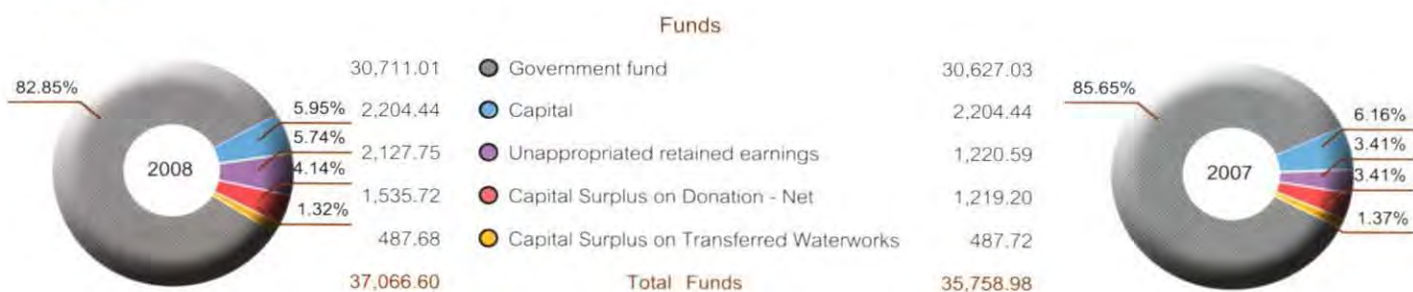 Funds
30,711.01 Government fund 30,627.03
82.85% 85.65%
5.95% 2,204.44 Capital 2,204.44 6.16%
5.74% 3.41%
2008 2,127.75 Unappropriated retained earnings 1,220.59 2007
4.14% 3.41%
1,535.72 Capital Surplus on Donation - Net 1,219.20
1.32% 1.37%
487.68 Capital Surplus on Transferred Waterworks 487.72
37,066.60 Total Funds 35,758.98